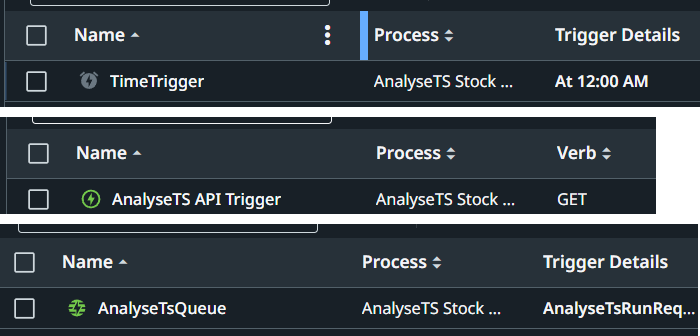 Name Process Trigger Details
TimeTrigger AnalyseTS Stock ... At 12:00 AM
Name Process Verb
AnalyseTS API Trigger AnalyseTS Stock ... GET
Name Process Trigger Details
AnalyseTsQueue AnalyseTS Stock ... AnalyseTsRunReq...